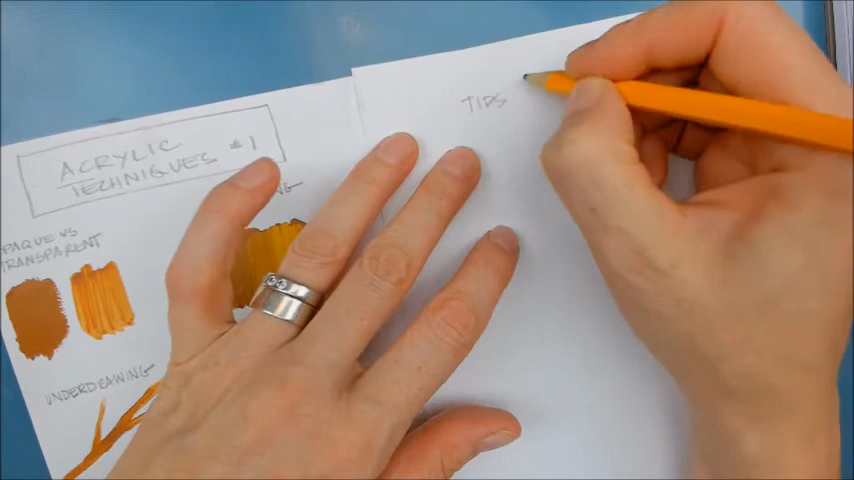 ACRYLIC #1
TECHNIQUES
TIPS
OPAQUE VS
TRANSPARENT
UNDERDRAWING